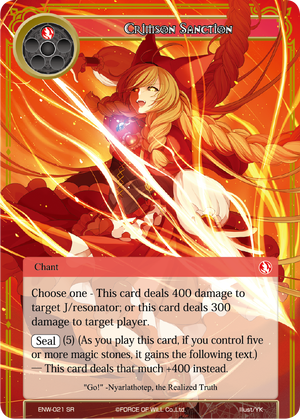 Crimson Sanction
Chant
Choose one - This card deals 400 damage to
target J/resonator; or this card deals 300
damage to target player.
Seal (5) (As you play this card, if you control five
or more magic stones, it gains the following text.)
— This card deals that much +400 instead.
"Go!" -Nyarlathotep, the Realized Truth
ENW-021 SR ©FORCE OF WILL Co.,Ltd Illust/YK